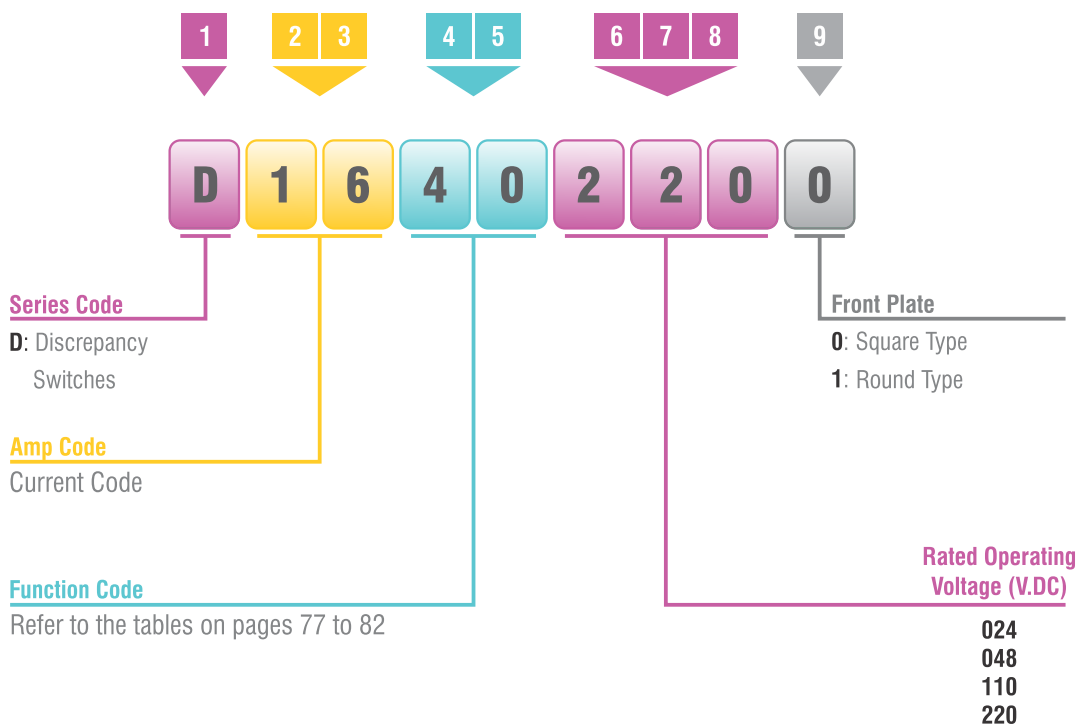 1 2 3 4 5 6 7 8 9
D 1 6 4 0 2 2 0 0
Series Code
D: Discrepancy
Switches
Amp Code
Current Code
Function Code
Refer to the tables on pages 77 to 82
Front Plate
0: Square Type
1: Round Type
Rated Operating
Voltage (V.DC)
024
048
110
220